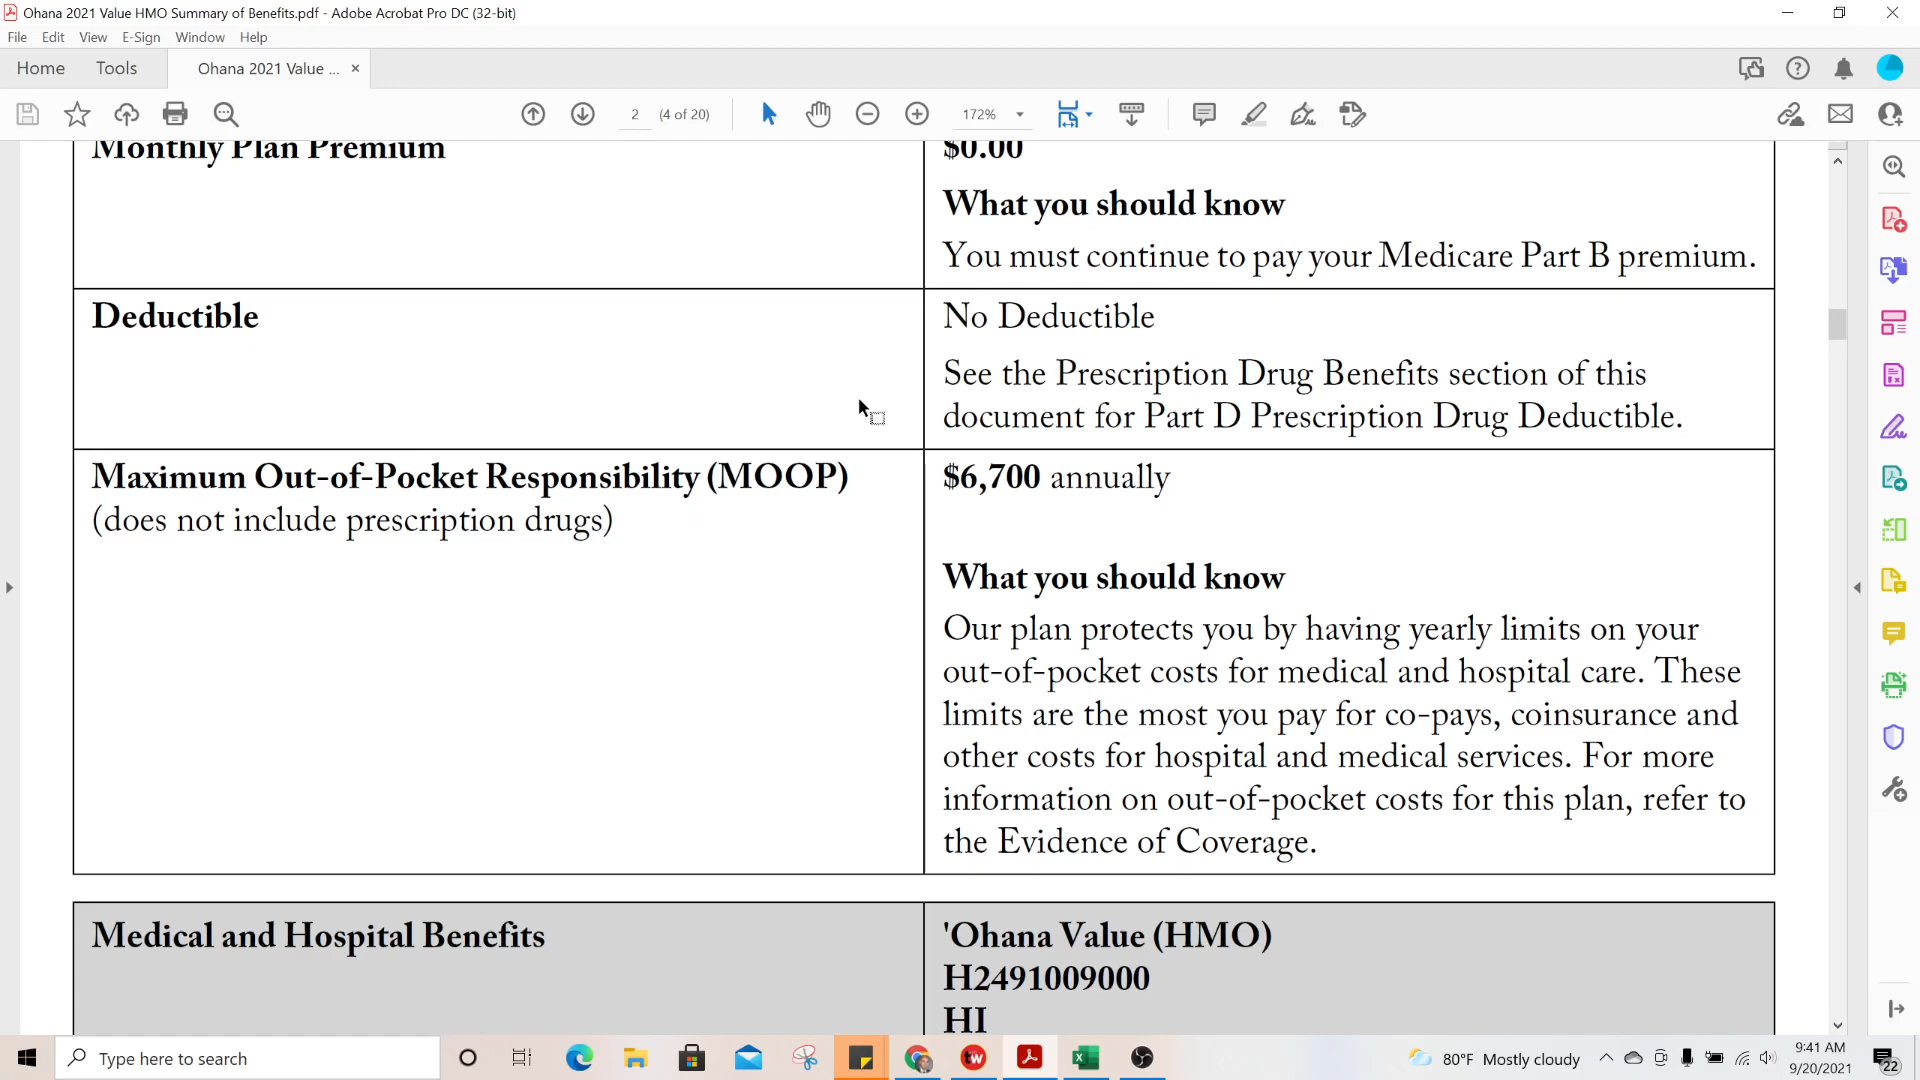 Ohana 2021 Value HMO Summary of Benefits.pdf - Adobe Acrobat Pro DC (32-bit)
File Edit View E-Sign Window Help
Home Tools Ohana 2021 Value ... ×
2 (4 of 20) 172%
Monthly Plan Premium
$0.00
What you should know
You must continue to pay your Medicare Part B premium.
Deductible
No Deductible
See the Prescription Drug Benefits section of this
document for Part D Prescription Drug Deductible.
Maximum Out-of-Pocket Responsibility (MOOP)
(does not include prescription drugs)
$6,700 annually
What you should know
Our plan protects you by having yearly limits on your
out-of-pocket costs for medical and hospital care. These
limits are the most you pay for co-pays, coinsurance and
other costs for hospital and medical services. For more
information on out-of-pocket costs for this plan, refer to
the Evidence of Coverage.
Medical and Hospital Benefits
'Ohana Value (HMO)
H2491009000
HI
Type here to search
tw
80°F Mostly cloudy
9:41 AM
9/20/2021
22